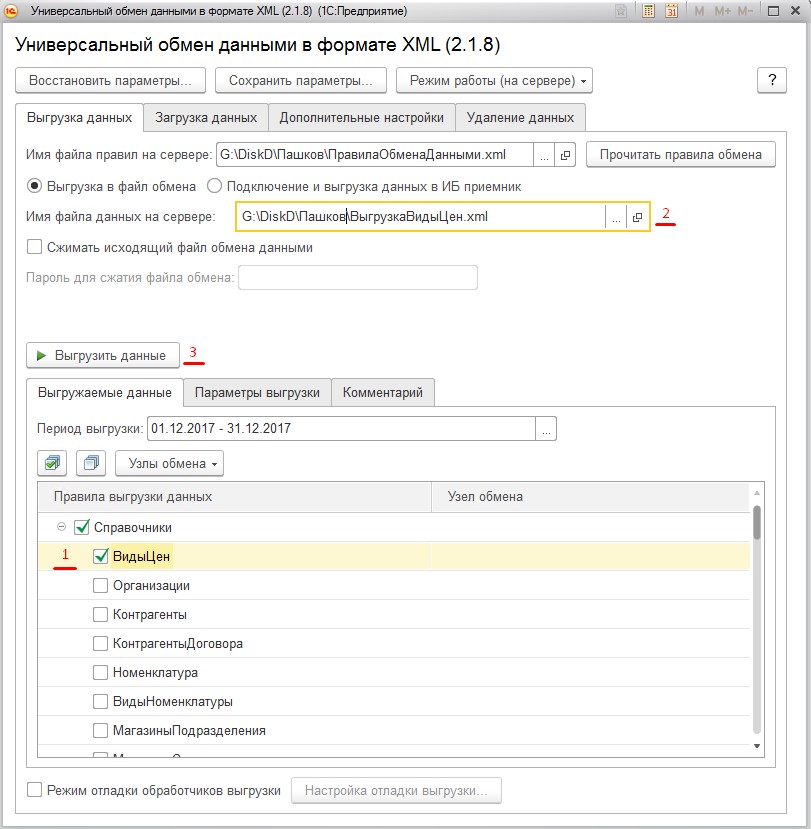 Универсальный обмен данными в формате XML (2.1.8) (1С:Предприятие)
M M+ M-
31
Универсальный обмен данными в формате XML (2.1.8)
Восстановить параметры... Сохранить параметры... Режим работы (на сервере) ?
Выгрузка данных Загрузка данных Дополнительные настройки Удаление данных
Имя файла правил на сервере: G:\DiskD\Пашков\ПравилаОбменаДанными.xml ... Прочитать правила обмена
Выгрузка в файл обмена Подключение и выгрузка данных в ИБ приемник
Имя файла данных на сервере: G:\DiskD\Пашков\ВыгрузкаВидыЦен.xml ... 2
Сжимать исходящий файл обмена данными
Пароль для сжатия файла обмена:
Выгрузить данные 3
Выгружаемые данные Параметры выгрузки Комментарий
Период выгрузки: 01.12.2017 - 31.12.2017 ...
Узлы обмена
Правила выгрузки данных Узел обмена
Справочники
1 ВидыЦен
Организации
Контрагенты
КонтрагентыДоговора
Номенклатура
ВидыНоменклатуры
МагазиныПодразделения
Режим отладки обработчиков выгрузки Настройка отладки выгрузки...